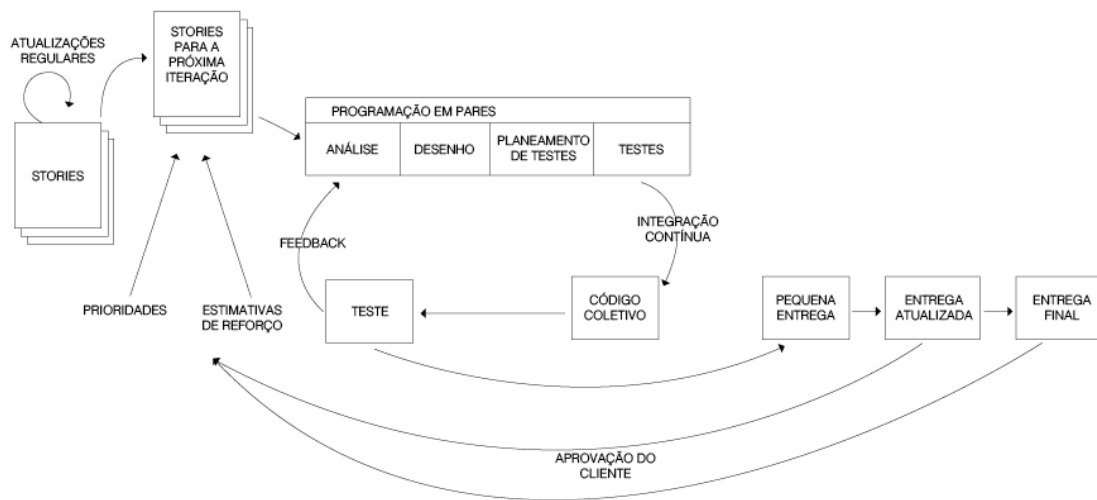 ATUALIZAÇÕES
REGULARES
STORIES
PARA A
PRÓXIMA
ITERAÇÃO
STORIES
PROGRAMAÇÃO EM PARES
ANÁLISE
DESENHO
PLANEAMENTO
DE TESTES
TESTES
FEEDBACK
INTEGRAÇÃO
CONTÍNUA
PRIORIDADES
ESTIMATIVAS
DE REFORÇO
TESTE
CÓDIGO
COLETIVO
PEQUENA
ENTREGA
ENTREGA
ATUALIZADA
ENTREGA
FINAL
APROVAÇÃO DO
CLIENTE